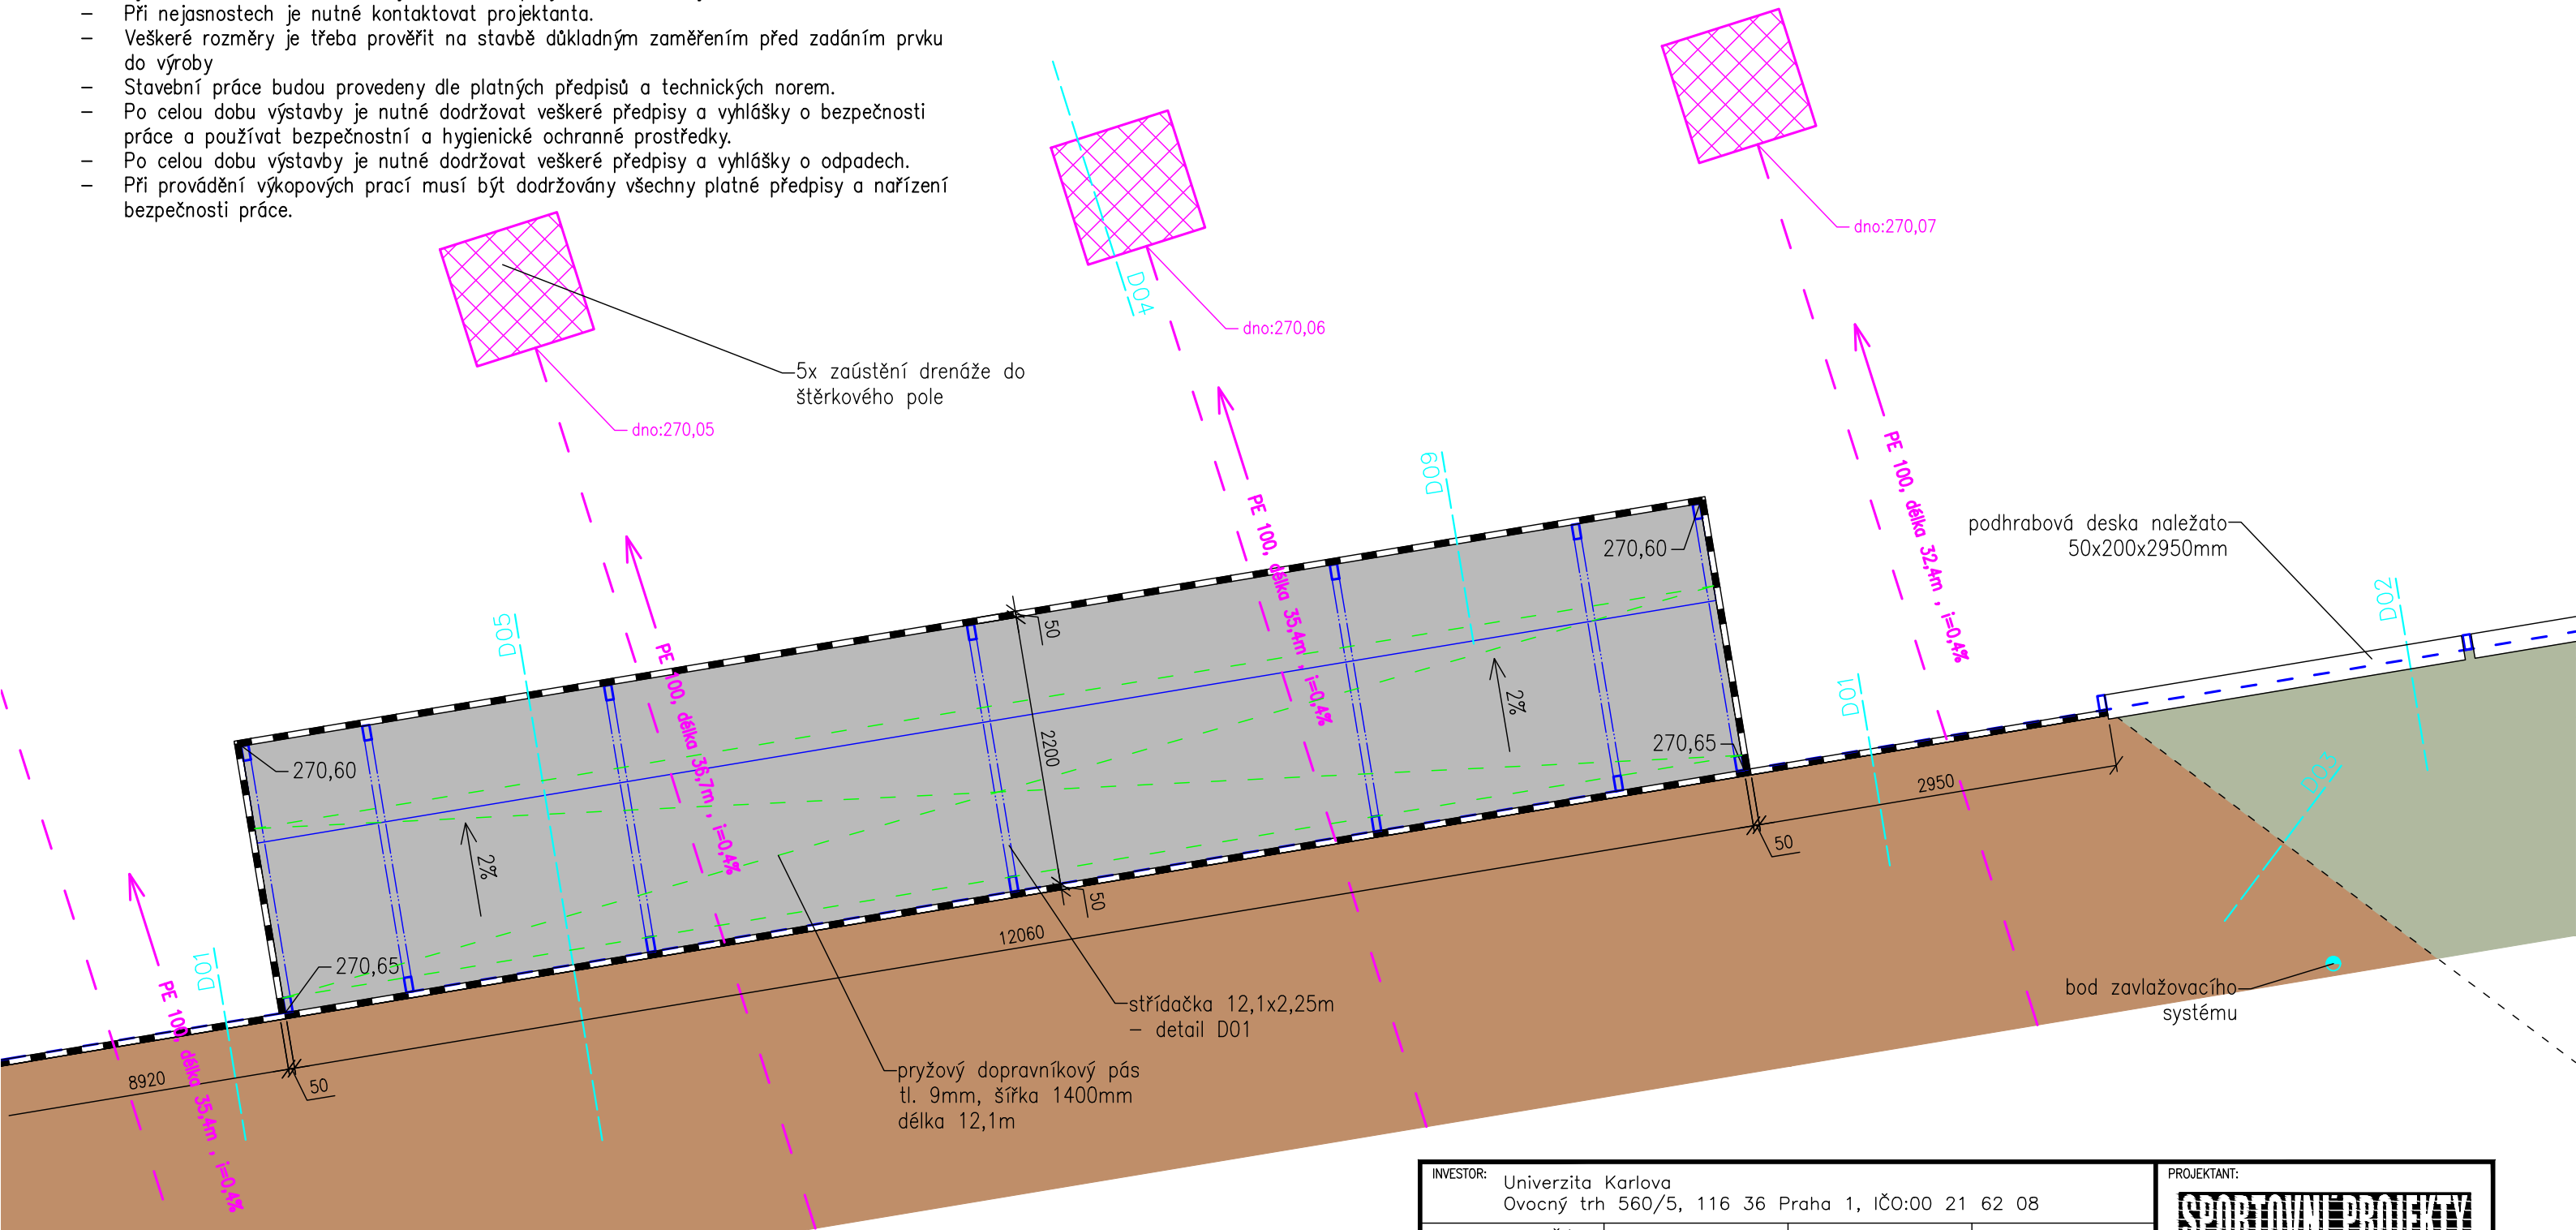 – Při nejasnostech je nutné kontaktovat projektanta.
– Veškeré rozměry je třeba prověřit na stavbě důkladným zaměřením před zadáním prvku
do výroby
– Stavební práce budou provedeny dle platných předpisů a technických norem.
– Po celou dobu výstavby je nutné dodržovat veškeré předpisy a vyhlášky o bezpečnosti
práce a používat bezpečnostní a hygienické ochranné prostředky.
– Po celou dobu výstavby je nutné dodržovat veškeré předpisy a vyhlášky o odpadech.
– Při provádění výkopových prací musí být dodržovány všechny platné předpisy a nařízení
bezpečnosti práce.
dno:270,07
D04
dno:270,06
5x zaústění drenáže do
štěrkového pole
dno:270,05
D09
PE 100, délka 32,4m , i=0,4%
PE 100, délka 35,4m , i=0,4%
podhrabová deska naležato
50x200x2950mm
270,60
D02
D05
50
PE 100, délka 36,7m , i=0,4%
D01
2%
2200
270,65
270,60
D03
2950
50
2%
50
12060
D01
270,65
bod zavlažovacího
systému
střídačka 12,1x2,25m
– detail D01
PE 100, délka 35,4m , i=0,4%
8920
50
pryžový dopravníkový pás
tl. 9mm, šířka 1400mm
délka 12,1m
INVESTOR:
Univerzita Karlova
Ovocný trh 560/5, 116 36 Praha 1, IČO:00 21 62 08
PROJEKTANT:
SPORTOVNÍ PROJEKTY